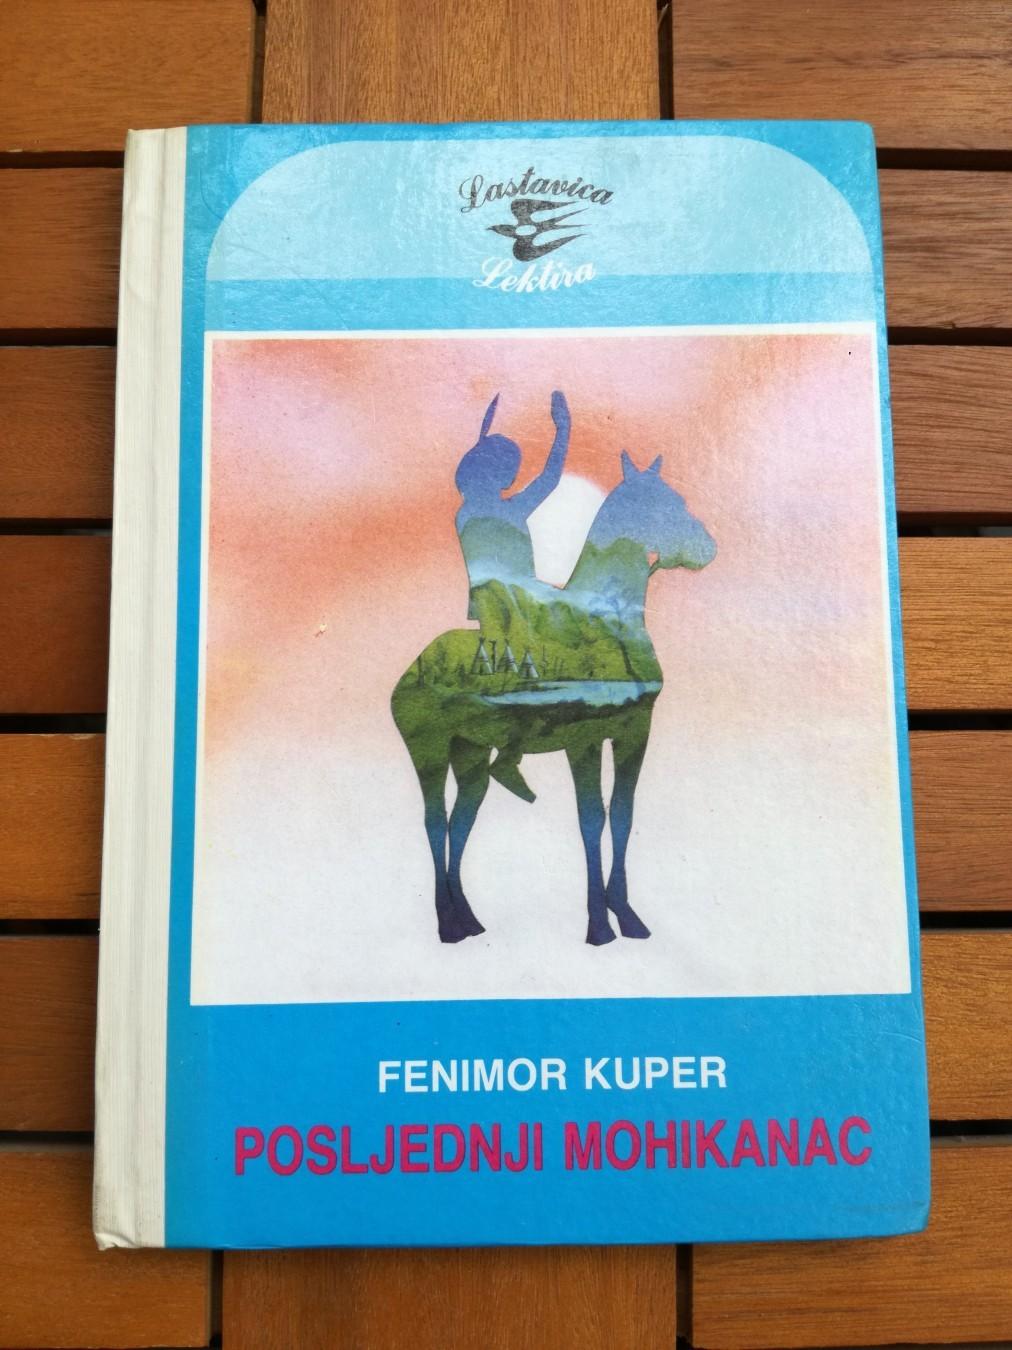 Lastavica
Lektira
FENIMOR KUPER
POSLJEDNJI MOHIKANAC